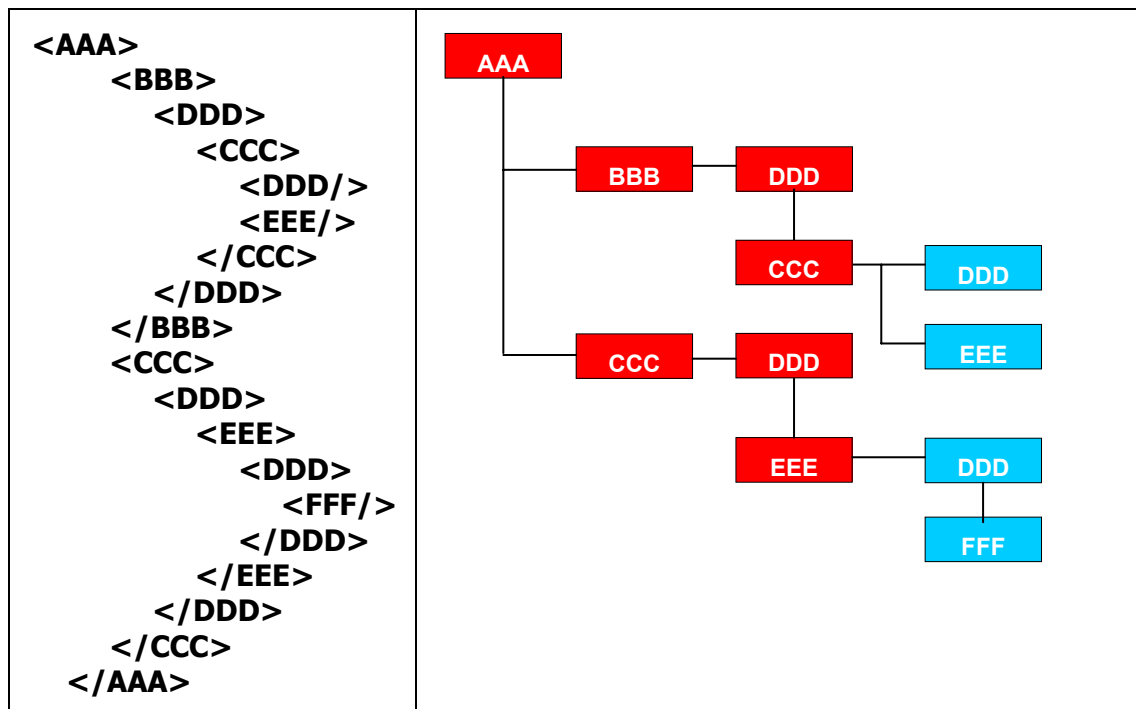 <AAA>
<BBB>
<DDD>
<CCC>
<DDD/>
<EEE/>
</CCC>
</DDD>
</BBB>
<CCC>
<DDD>
<EEE>
<DDD>
<FFF/>
</DDD>
</EEE>
</DDD>
</CCC>
</AAA>
AAA
BBB DDD
CCC DDD
EEE
CCC DDD
EEE DDD
FFF